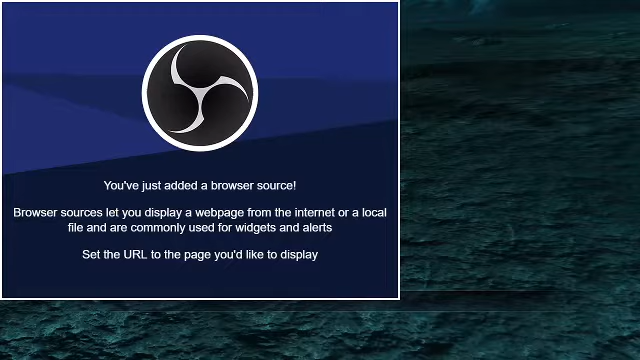 You've just added a browser source!
Browser sources let you display a webpage from the internet or a local
file and are commonly used for widgets and alerts
Set the URL to the page you'd like to display